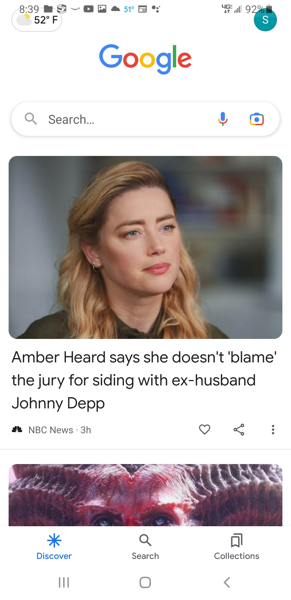 8:39 51° 92%
52° F S
Google
Search...
Amber Heard says she doesn't 'blame'
the jury for siding with ex-husband
Johnny Depp
NBC News · 3h
Discover Search Collections